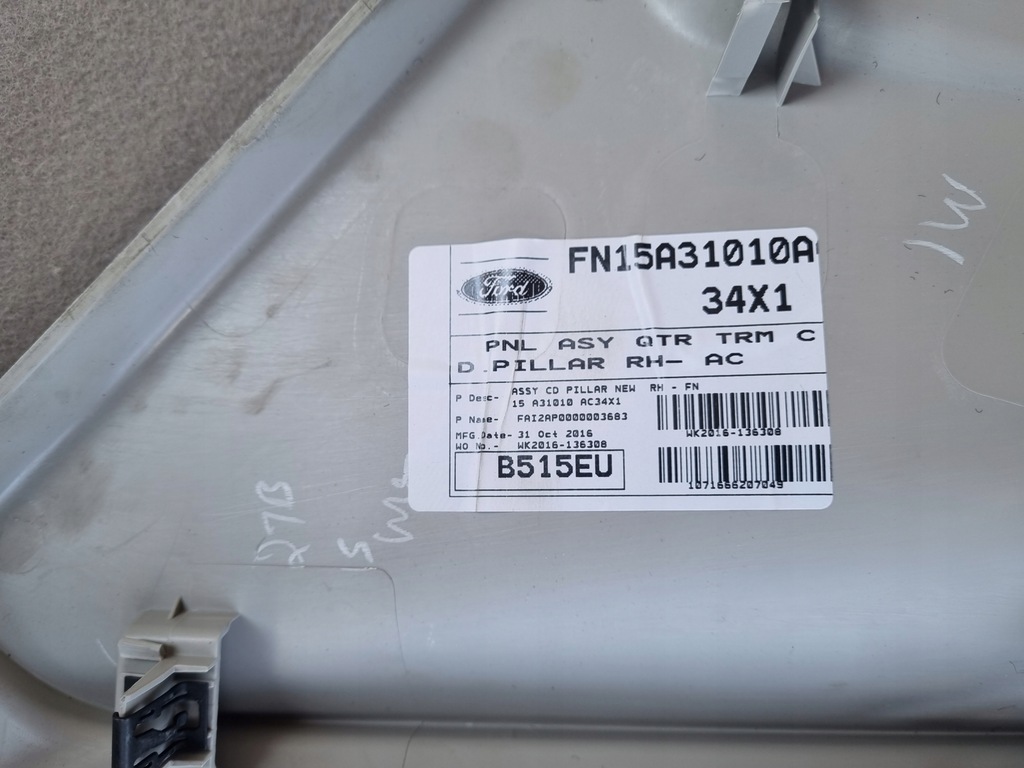 FN15A31010A
Ford
34X1
PNL ASY QTR TRM C
D.PILLAR RH- AC
P Desc- ASSY CD PILLAR NEW RH - FN
15 A31010 AC34X1
P Name- FAI2AP0000003683
MFG.Date- 31 Oct 2016
WO No.- WK2016-136308
WK2016-136308
B515EU
1071666207049